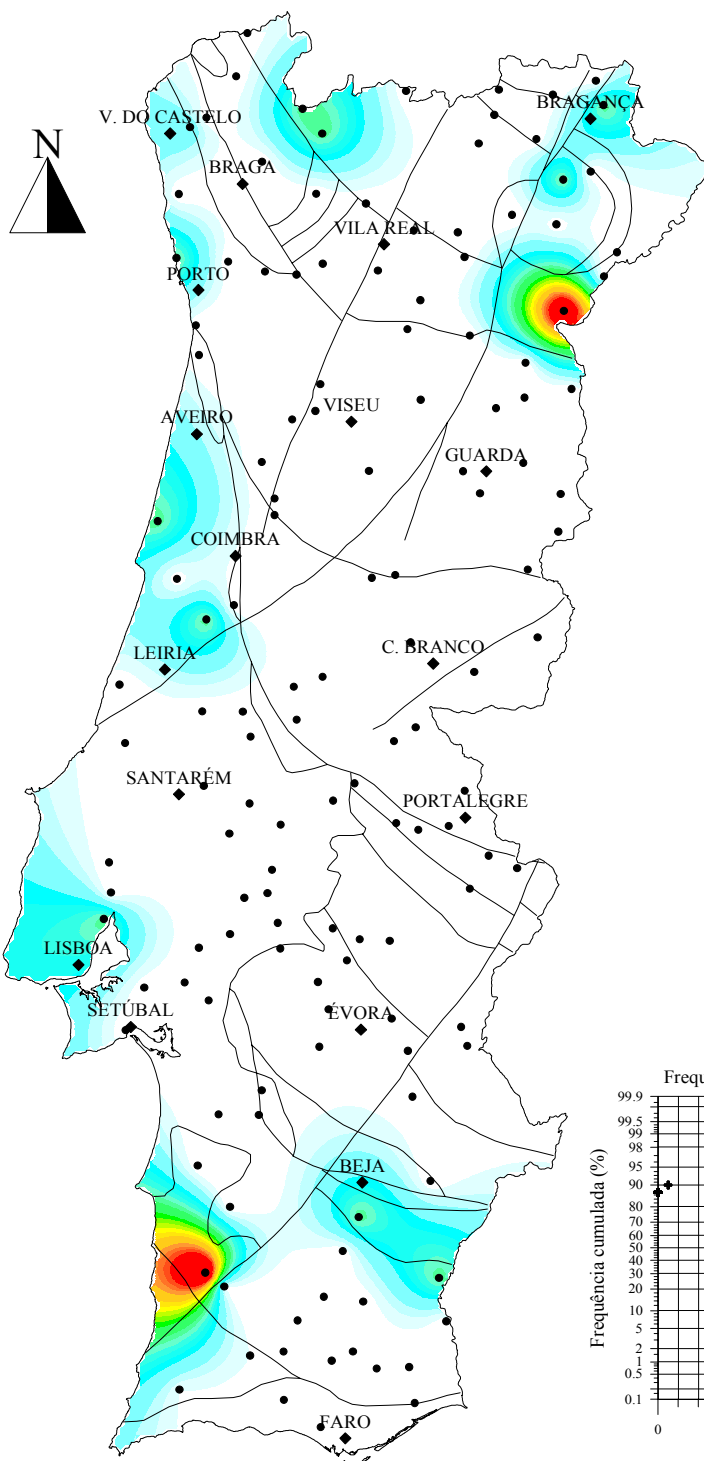 V. DO CASTELO
BRAGANÇA
N
BRAGA
VILA REAL
PORTO
AVEIRO
VISEU
GUARDA
COIMBRA
LEIRIA
C. BRANCO
SANTARÉM
PORTALEGRE
LISBOA
SETÚBAL
ÉVORA
BEJA
FARO
Frequ
Frequência cumulada (%)
99.9
99.5
99
98
95
90
80
70
60
50
40
30
20
10
5
2
1
0.5
0.1
0